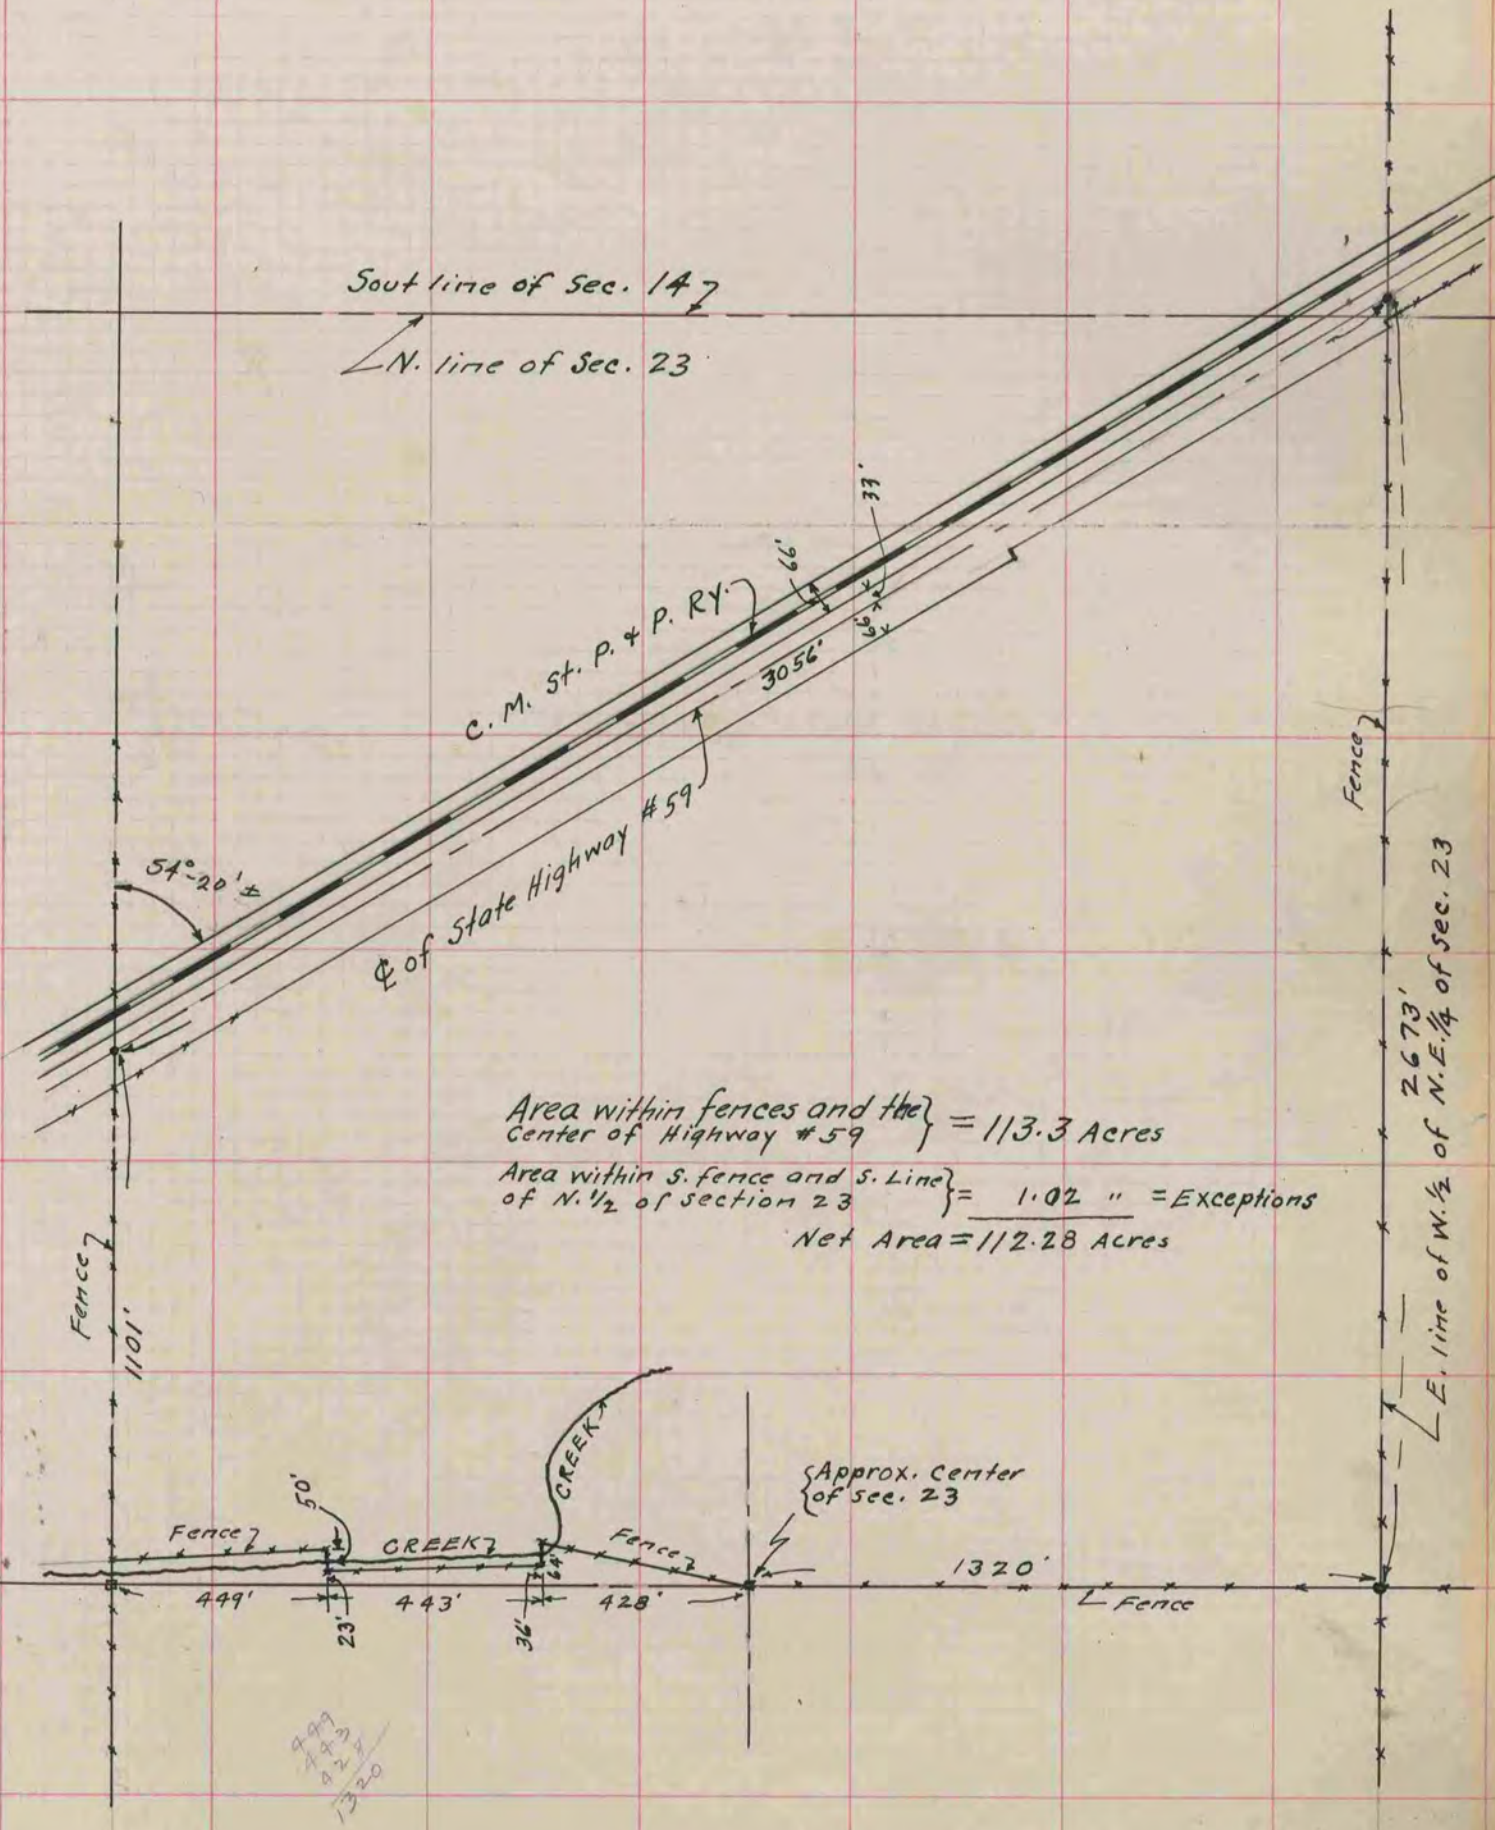 Sout line of Sec. 14
N. line of Sec. 23
33'
66'
66'
C. M. St. P. & P. RY.
3056'
℄ of State Highway #59
54°-20'±
Fence
2673'
E. line of W. 1/2 of N.E. 1/4 of Sec. 23
Area within fences and the
Center of Highway #59 } = 113.3 Acres
Area within S. fence and S. Line
of N. 1/2 of section 23 } = 1.02 " = Exceptions
Net Area = 112.28 Acres
Fence
1101'
CREEK
Approx. Center
of Sec. 23
50'
Fence
CREEK
64'
Fence
1320'
Fence
449'
23'
443'
36'
428'
449
443
428
1320